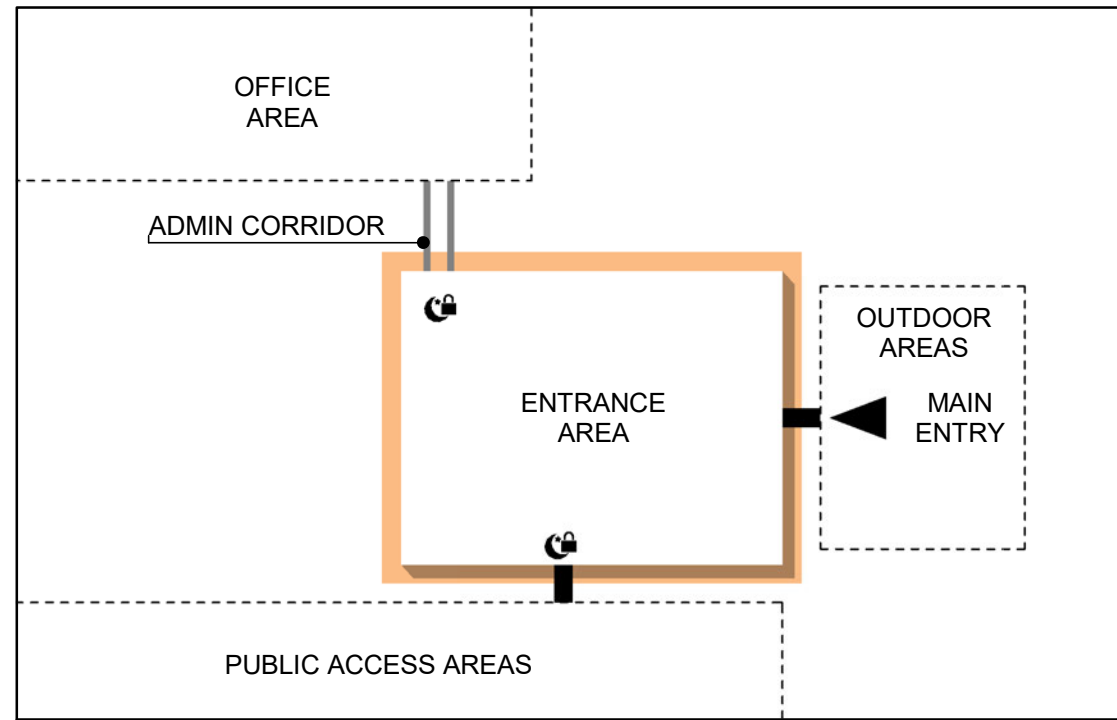 OFFICE
AREA
ADMIN CORRIDOR
OUTDOOR
AREAS
ENTRANCE
AREA
MAIN
ENTRY
PUBLIC ACCESS AREAS